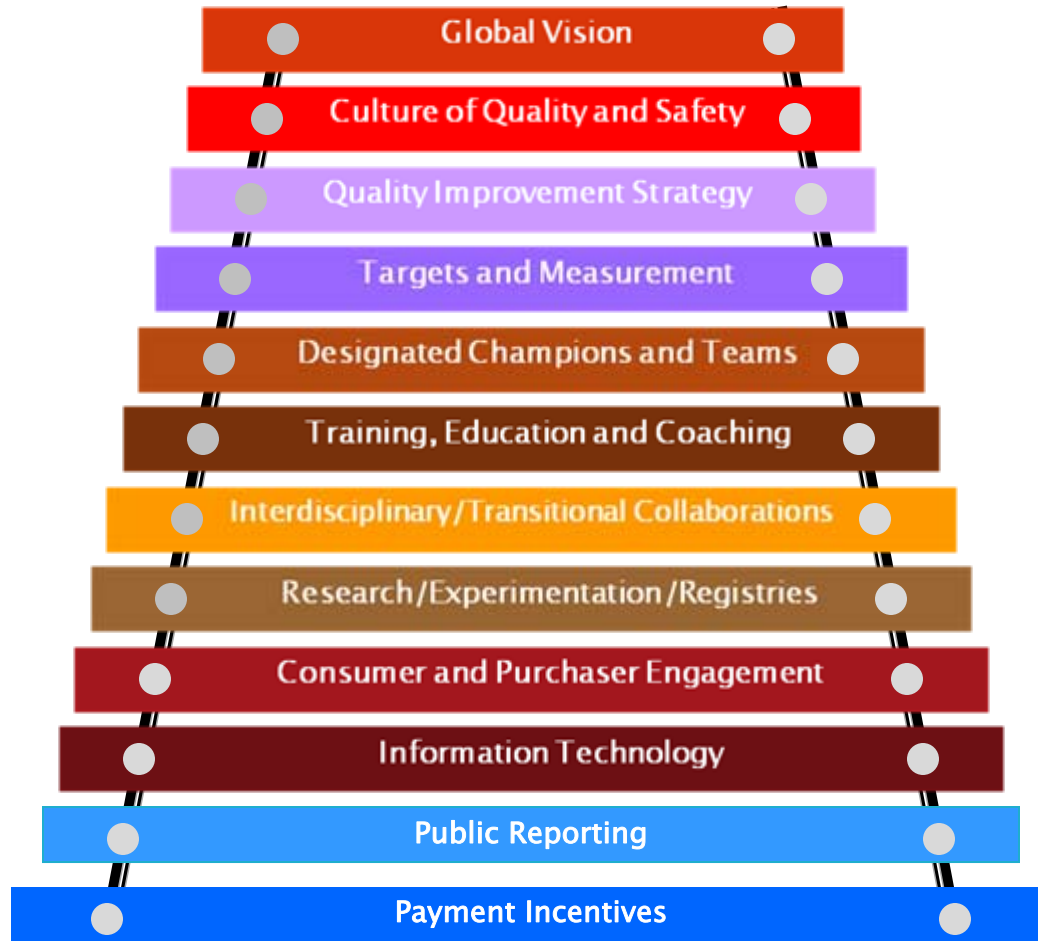 Global Vision
Culture of Quality and Safety
Quality Improvement Strategy
Targets and Measurement
Designated Champions and Teams
Training, Education and Coaching
Interdisciplinary/Transitional Collaborations
Research/Experimentation/Registries
Consumer and Purchaser Engagement
Information Technology
Public Reporting
Payment Incentives